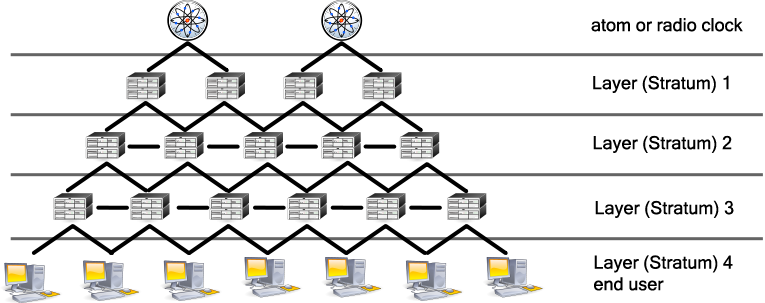 atom or radio clock
Layer (Stratum) 1
Layer (Stratum) 2
Layer (Stratum) 3
Layer (Stratum) 4
end user